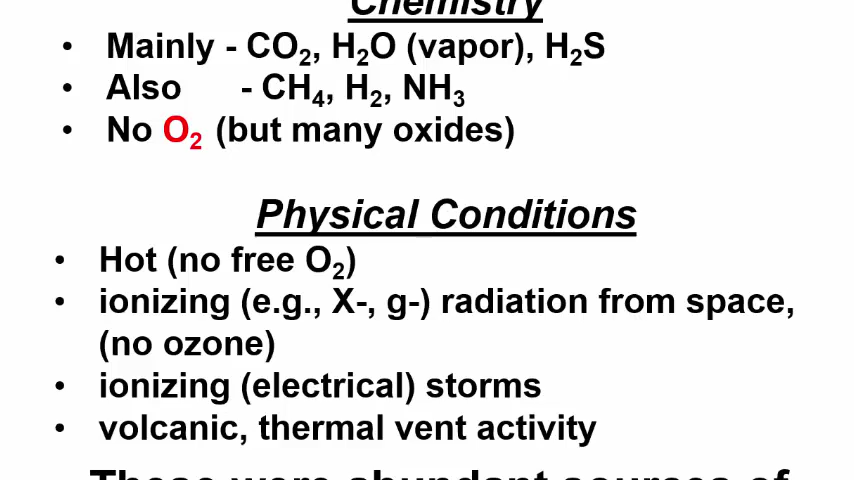 Chemistry
• Mainly - CO₂, H₂O (vapor), H₂S
• Also - CH₄, H₂, NH₃
• No O₂ (but many oxides)
Physical Conditions
• Hot (no free O₂)
• ionizing (e.g., X-, g-) radiation from space,
(no ozone)
• ionizing (electrical) storms
• volcanic, thermal vent activity
These were abundant sources of